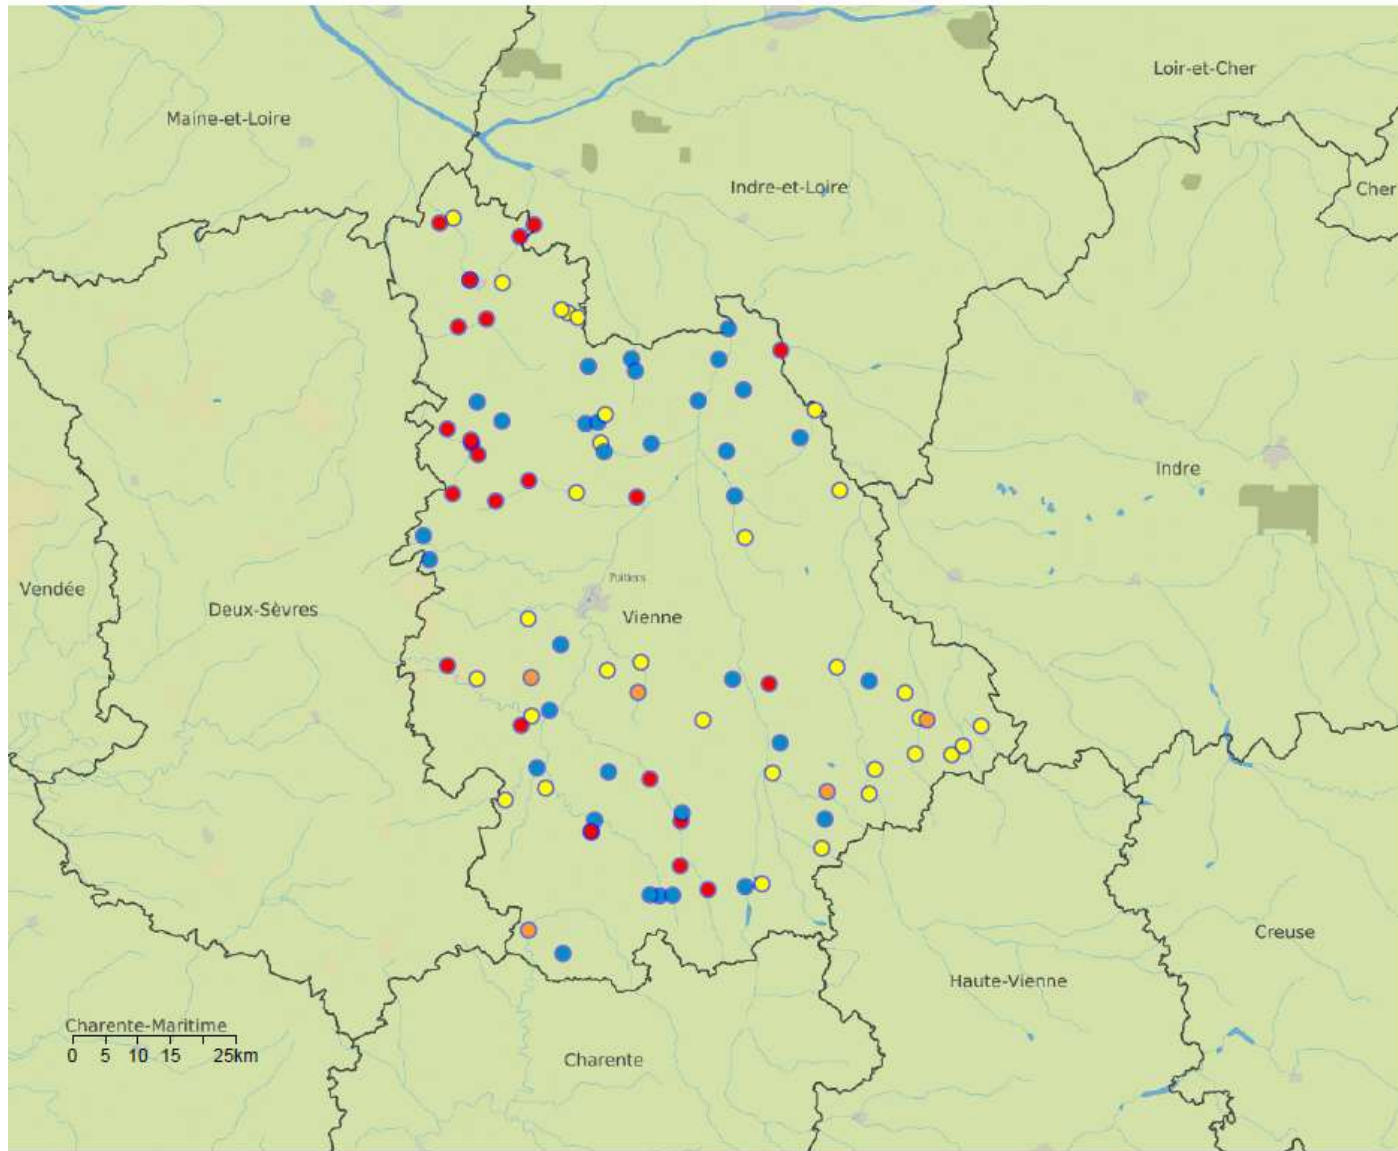 Loir-et-Cher
Maine-et-Loire
Indre-et-Loire
Cher
Indre
Poitiers
Vendée
Deux-Sèvres
Vienne
Creuse
Haute-Vienne
Charente-Maritime
0 5 10 15 25km
Charente